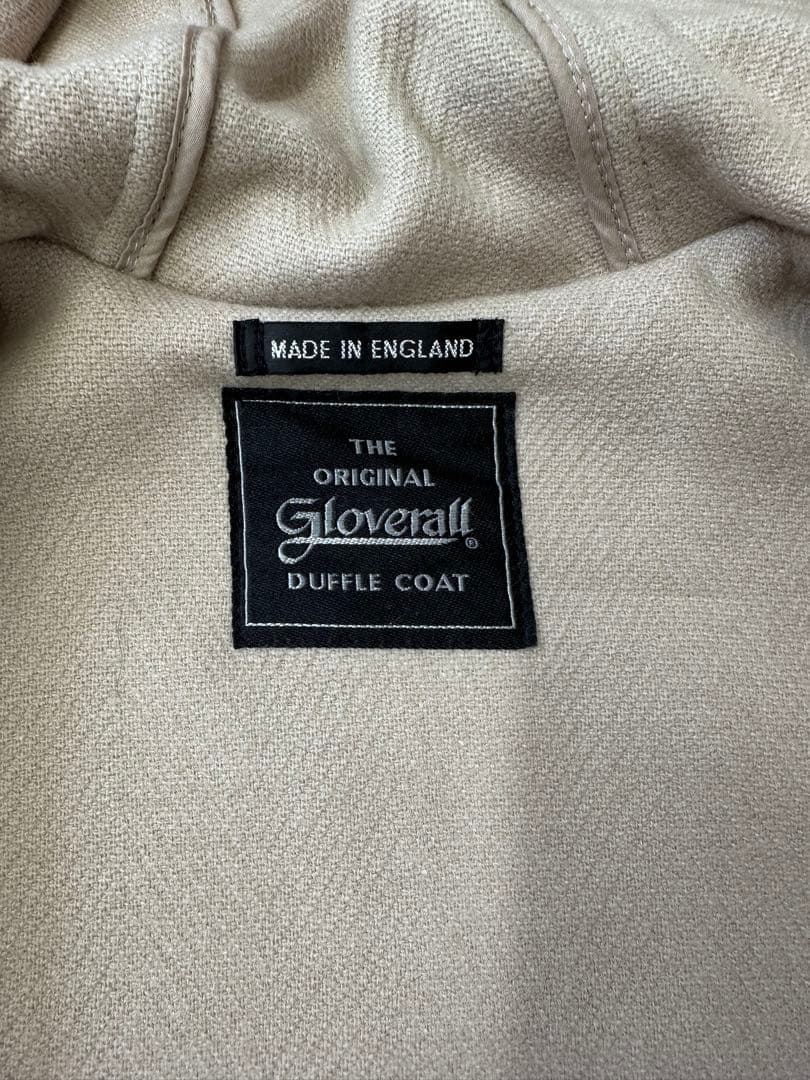 MADE IN ENGLAND
THE
ORIGINAL
Gloverall®
DUFFLE COAT